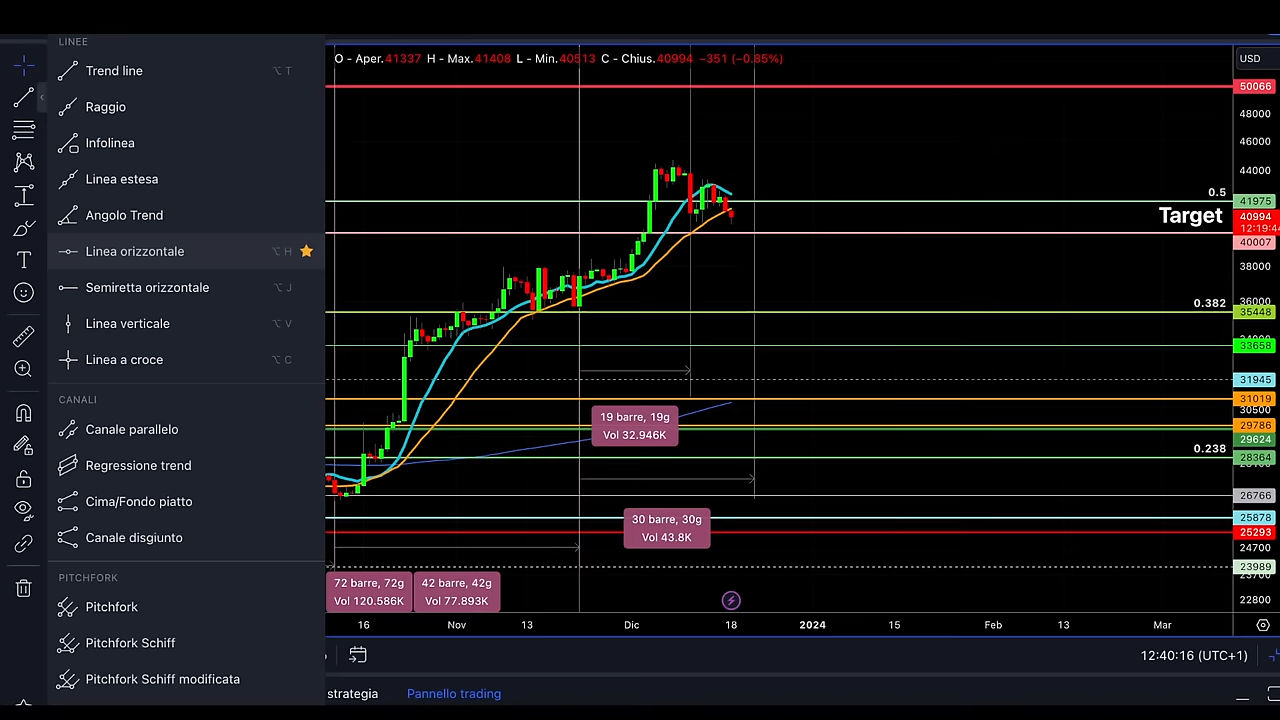 LINEE
Trend line ⌥ T
Raggio
Infolinea
Linea estesa
Angolo Trend
Linea orizzontale ⌥ H
Semiretta orizzontale ⌥ J
Linea verticale ⌥ V
Linea a croce ⌥ C
CANALI
Canale parallelo
Regressione trend
Cima/Fondo piatto
Canale disgiunto
PITCHFORK
Pitchfork
Pitchfork Schiff
Pitchfork Schiff modificata
O - Aper.41337 H - Max.41408 L - Min.40513 C - Chius.40994 −351 (−0.85%)
USD
50066
48000
46000
44000
0.5
41975
Target
40994
12:19:44
40007
38000
0.382
36000
35448
33658
31945
31019
30500
29786
29624
0.238
28364
26766
25878
25293
24700
23989
23700
22800
19 barre, 19g
Vol 32.946K
30 barre, 30g
Vol 43.8K
72 barre, 72g
Vol 120.586K
42 barre, 42g
Vol 77.893K
16 Nov 13 Dic 18 2024 15 Feb 13 Mar
12:40:16 (UTC+1)
strategia Pannello trading